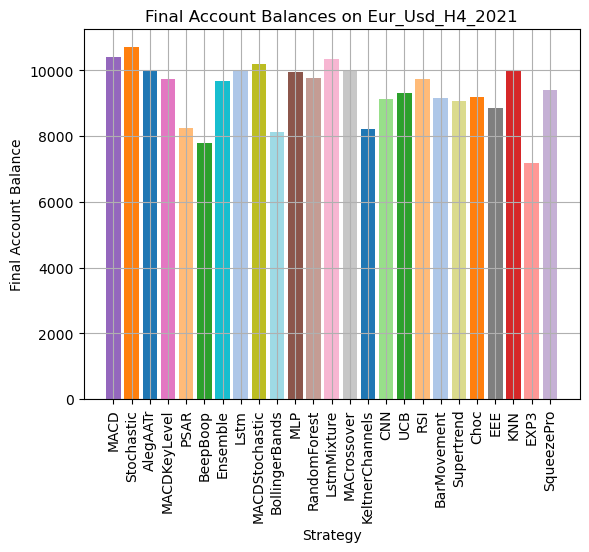 Final Account Balances on Eur_Usd_H4_2021
Final Account Balance
10000
8000
6000
4000
2000
0
MACD
Stochastic
AlegAATr
MACDKeyLevel
PSAR
BeepBoop
Ensemble
Lstm
MACDStochastic
BollingerBands
MLP
RandomForest
LstmMixture
MACrossover
KeltnerChannels
CNN
UCB
RSI
BarMovement
Supertrend
Choc
EEE
KNN
EXP3
SqueezePro
Strategy